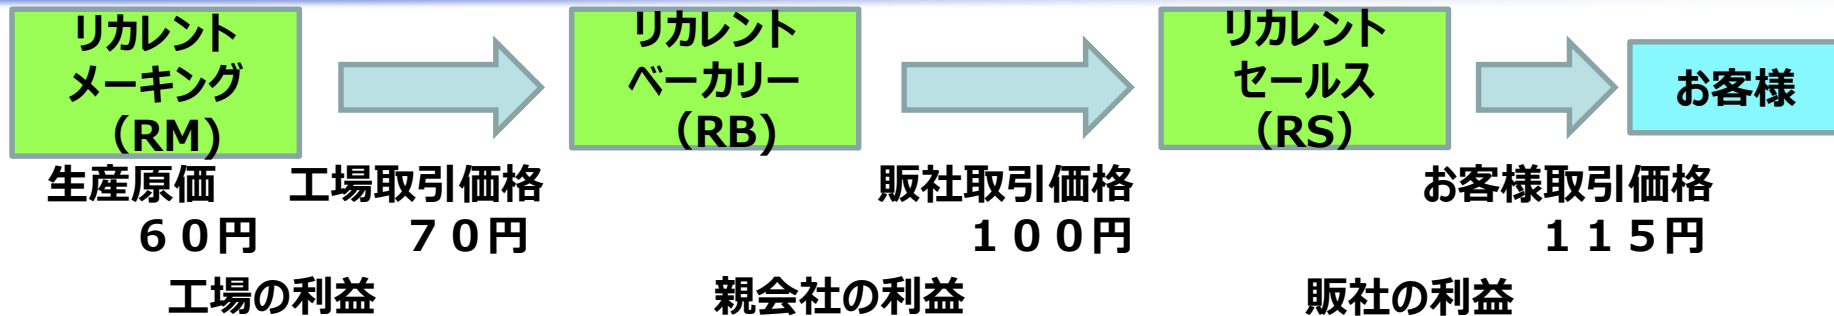 リカレント
メーキング
（RM)
リカレント
ベーカリー
（RB)
リカレント
セールス
（RS）
お客様
生産原価
６０円
工場取引価格
７０円
販社取引価格
１００円
お客様取引価格
１１５円
工場の利益
親会社の利益
販社の利益